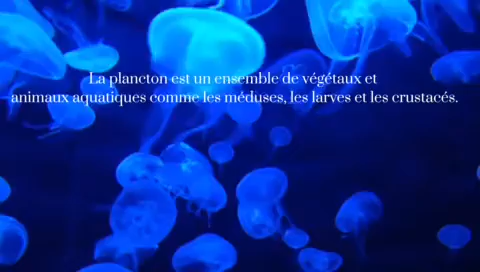 La plancton est un ensemble de végétaux et
animaux aquatiques comme les méduses, les larves et les crustacés.